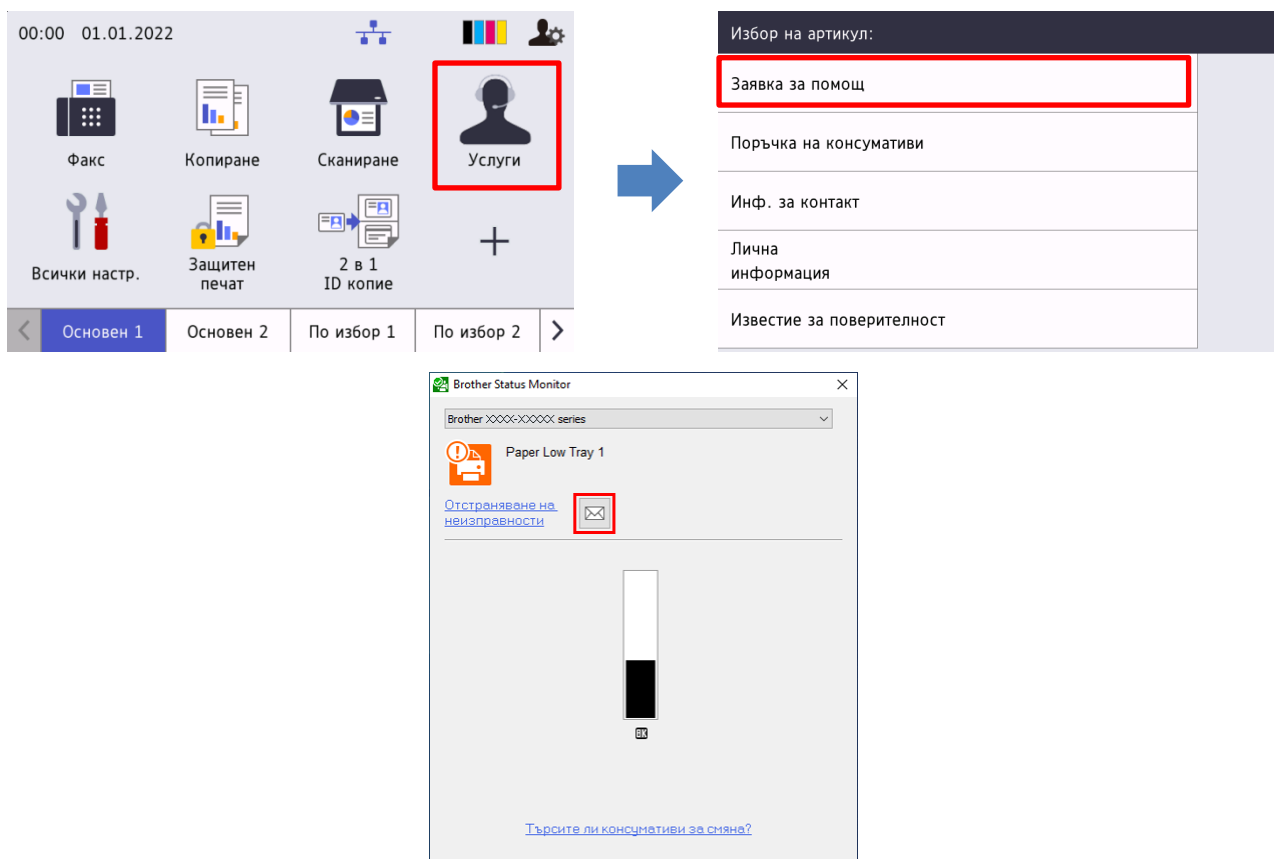 00:00 01.01.2022
Факс
Копиране
Сканиране
Услуги
Всички настр.
Защитен
печат
2 в 1
ID копие
Основен 1
Основен 2
По избор 1
По избор 2
Избор на артикул:
Заявка за помощ
Поръчка на консумативи
Инф. за контакт
Лична
информация
Известие за поверителност
Brother Status Monitor
Brother XXXX-XXXXX series
Paper Low Tray 1
Отстраняване на
неизправности
BK
Търсите ли консумативи за смяна?